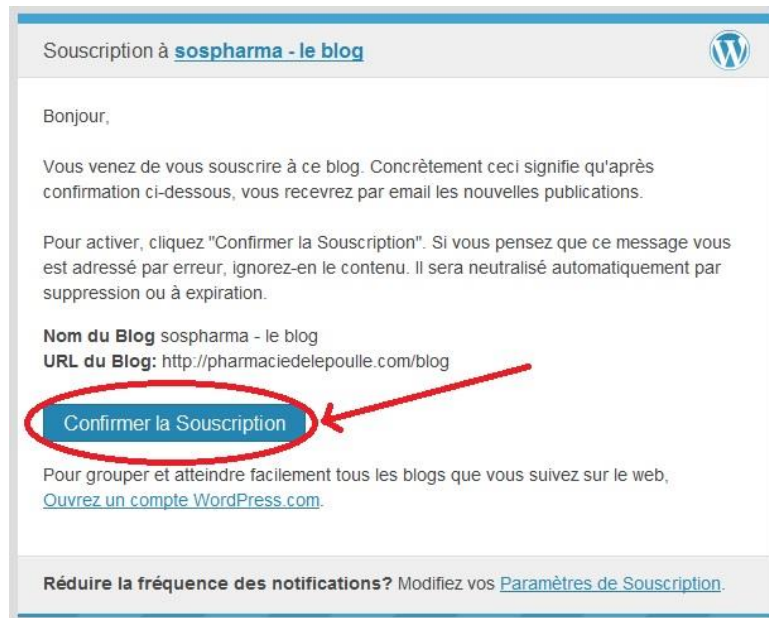 Souscription à sospharma - le blog
Bonjour,
Vous venez de vous souscrire à ce blog. Concrètement ceci signifie qu'après
confirmation ci-dessous, vous recevrez par email les nouvelles publications.
Pour activer, cliquez "Confirmer la Souscription". Si vous pensez que ce message vous
est adressé par erreur, ignorez-en le contenu. Il sera neutralisé automatiquement par
suppression ou à expiration.
Nom du Blog sospharma - le blog
URL du Blog: http://pharmaciedelepoulle.com/blog
Confirmer la Souscription
Pour grouper et atteindre facilement tous les blogs que vous suivez sur le web,
Ouvrez un compte WordPress.com.
Réduire la fréquence des notifications? Modifiez vos Paramètres de Souscription.